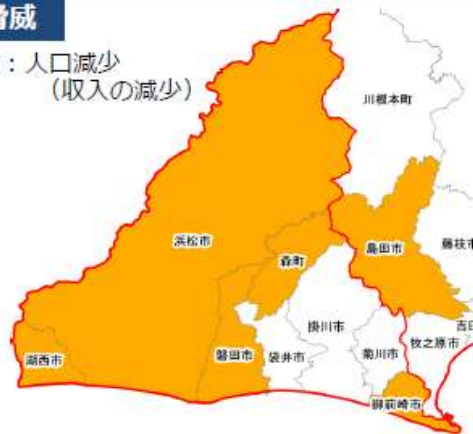 脅威
：人口減少
（収入の減少）
川根本町
浜松市
島田市
藤枝市
森町
掛川市
吉田
湖西市
磐田市
袋井市
菊川市
牧之原市
御前崎市